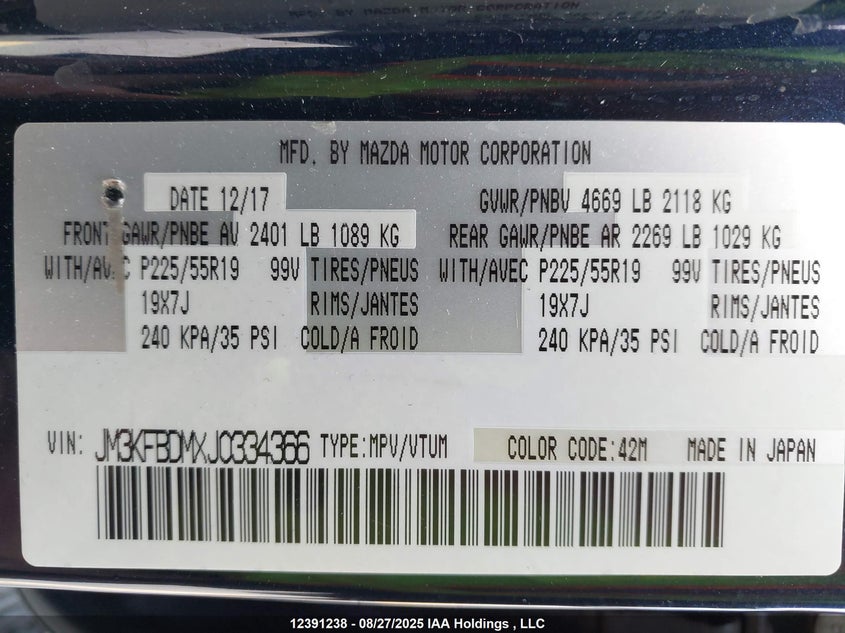 MFD. BY MAZDA MOTOR CORPORATION
DATE 12/17 GVWR/PNBV 4669 LB 2118 KG
FRONT GAWR/PNBE AV 2401 LB 1089 KG REAR GAWR/PNBE AR 2269 LB 1029 KG
WITH/AVEC P225/55R19 99V TIRES/PNEUS WITH/AVEC P225/55R19 99V TIRES/PNEUS
19X7J RIMS/JANTES 19X7J RIMS/JANTES
240 KPA/35 PSI COLD/A FROID 240 KPA/35 PSI COLD/A FROID
VIN: JM3KFBDMXJ0334366 TYPE:MPV/VTUM COLOR CODE:42M MADE IN JAPAN
12391238 - 08/27/2025 IAA Holdings , LLC